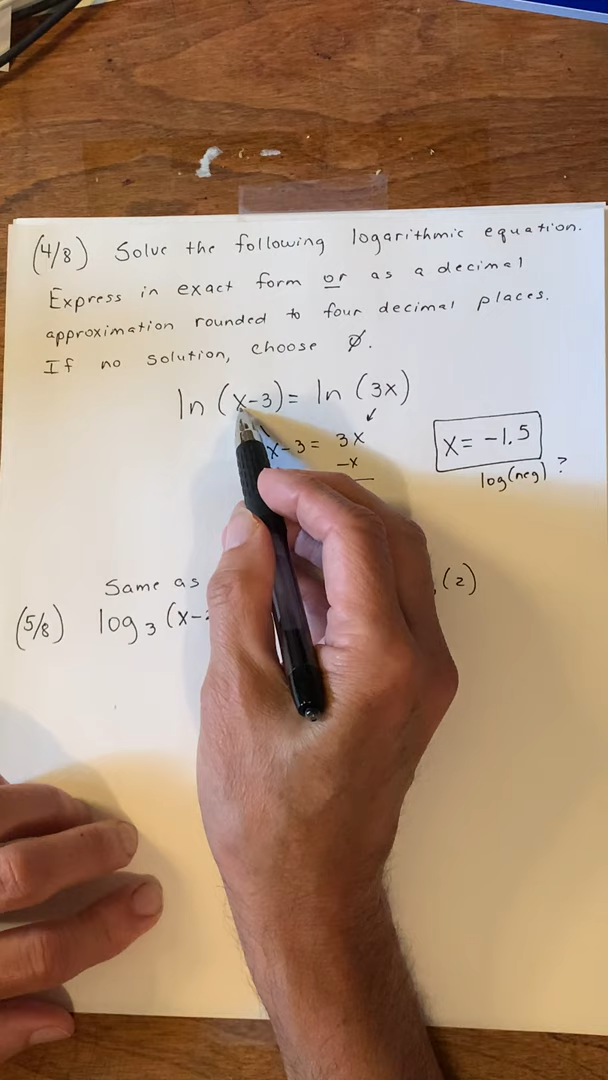 (4/8) Solve the following logarithmic equation.
Express in exact form or as a decimal
approximation rounded to four decimal places.
If no solution, choose Ø.
ln (x-3) = ln (3x)
x-3 = 3x
-x
x = -1.5
log(neg) ?
Same as
(2)
(5/8) log₃ (x-